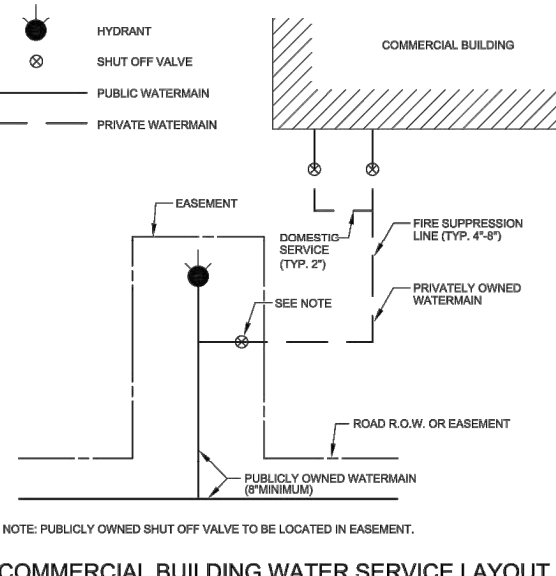 HYDRANT
SHUT OFF VALVE
PUBLIC WATERMAIN
PRIVATE WATERMAIN
COMMERCIAL BUILDING
EASEMENT
DOMESTIC
SERVICE
(TYP. 2")
FIRE SUPPRESSION
LINE (TYP. 4"-8")
PRIVATELY OWNED
WATERMAIN
SEE NOTE
ROAD R.O.W. OR EASEMENT
PUBLICLY OWNED WATERMAIN
(8"MINIMUM)
NOTE: PUBLICLY OWNED SHUT OFF VALVE TO BE LOCATED IN EASEMENT.
COMMERCIAL BUILDING WATER SERVICE LAYOUT